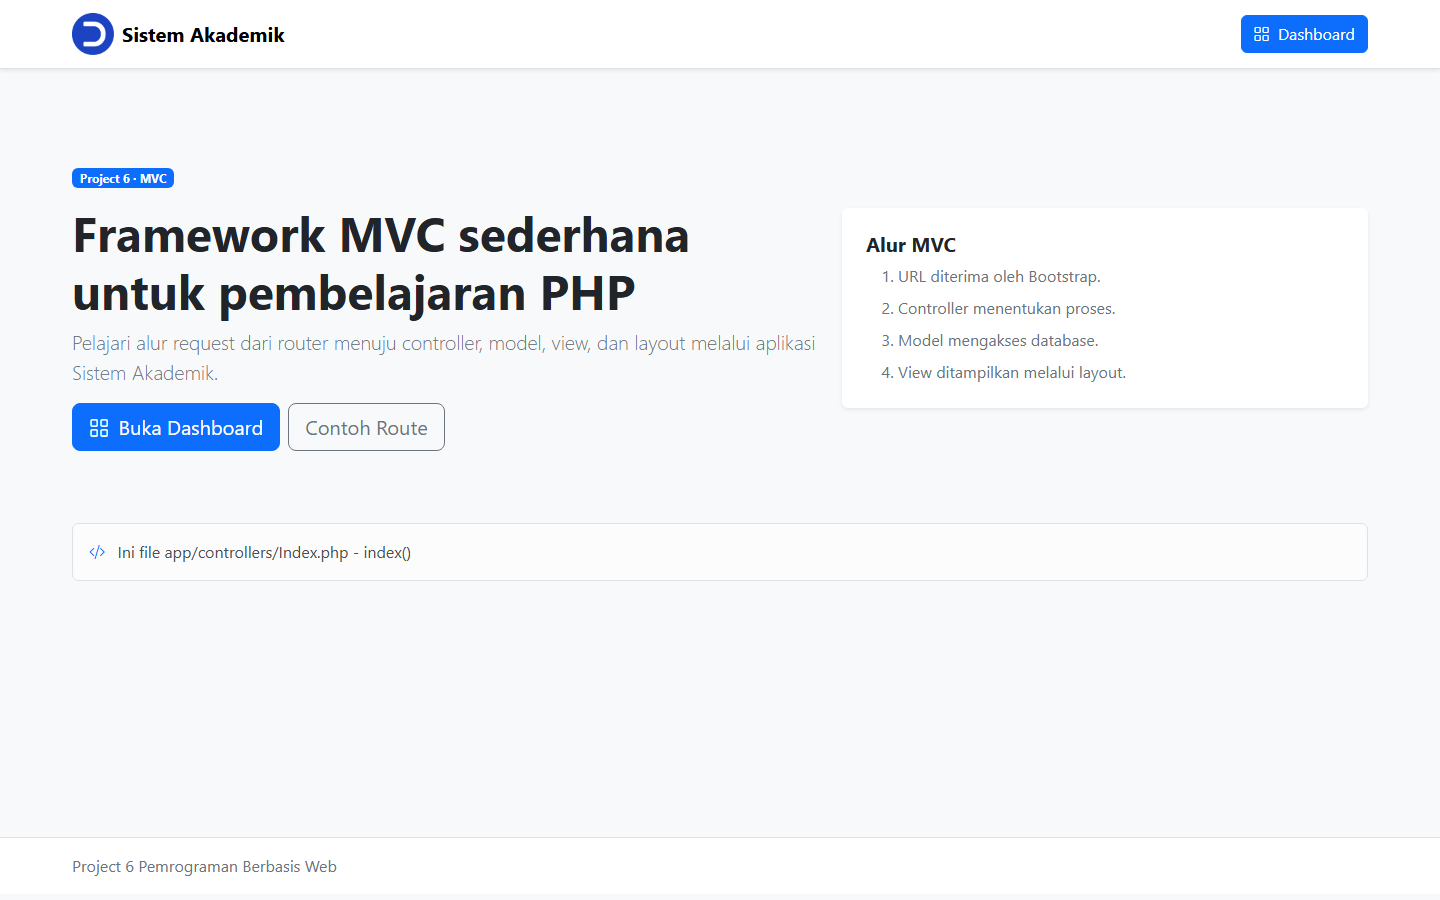 Sistem Akademik
Dashboard
Project 6 · MVC
Framework MVC sederhana
untuk pembelajaran PHP
Pelajari alur request dari router menuju controller, model, view, dan layout melalui aplikasi
Sistem Akademik.
Buka Dashboard
Contoh Route
Alur MVC
1. URL diterima oleh Bootstrap.
2. Controller menentukan proses.
3. Model mengakses database.
4. View ditampilkan melalui layout.
Ini file app/controllers/Index.php - index()
Project 6 Pemrograman Berbasis Web